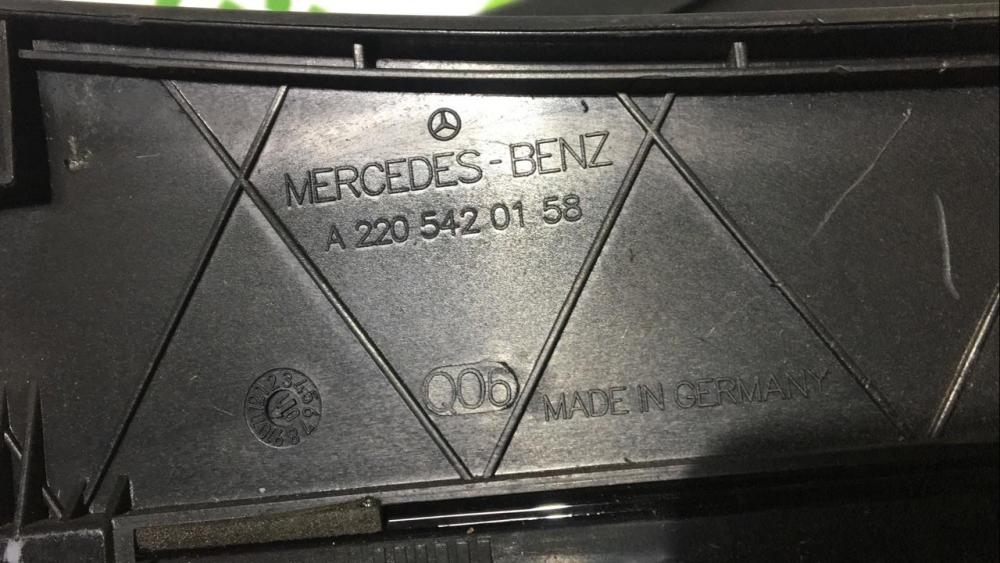 MERCEDES-BENZ
A 220 542 01 58
Q06
MADE IN GERMANY